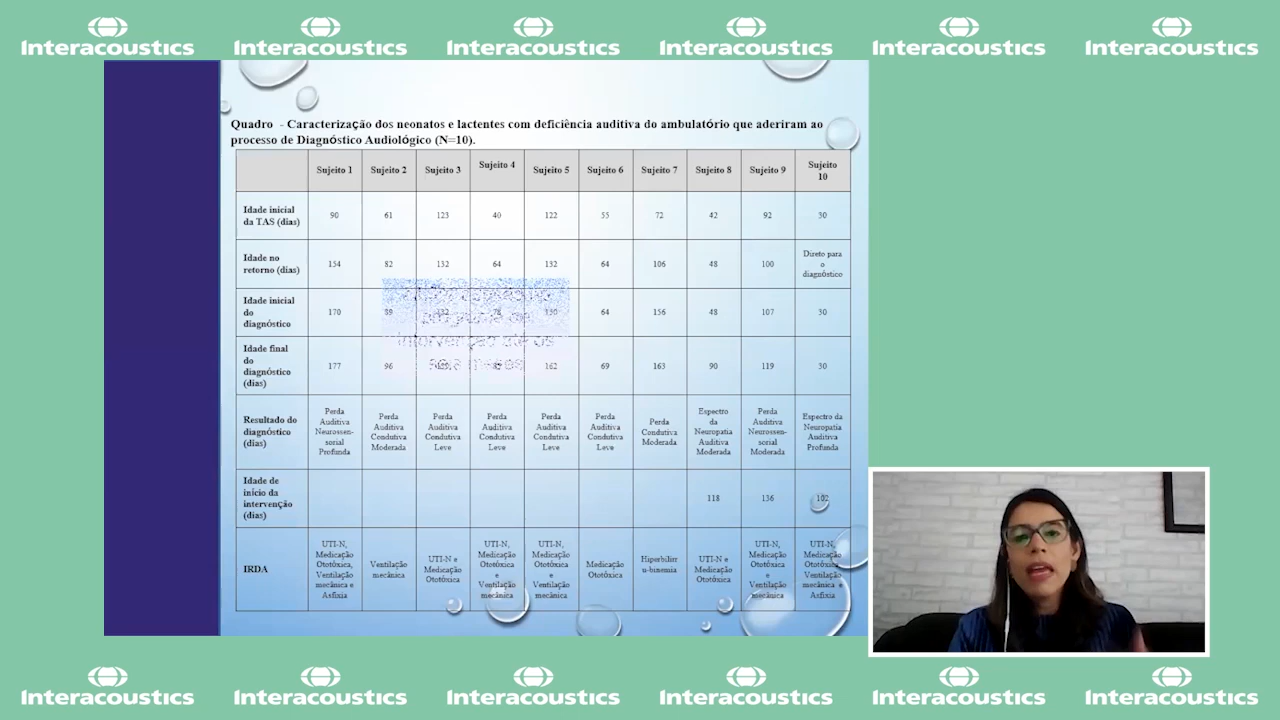 Interacoustics Interacoustics Interacoustics Interacoustics Interacoustics Interacoustics
Quadro - Caracterização dos neonatos e lactentes com deficiência auditiva do ambulatório que aderiram ao
processo de Diagnóstico Audiológico (N=10).
Sujeito 1 Sujeito 2 Sujeito 3 Sujeito 4 Sujeito 5 Sujeito 6 Sujeito 7 Sujeito 8 Sujeito 9 Sujeito
10
Idade inicial
da TAS (dias)
90 61 123 40 122 55 72 42 92 30
Idade no
retorno (dias)
154 82 132 64 132 64 106 48 100
Direto para
o
diagnóstico
Idade inicial
do
diagnóstico
170 64 156 48 107 30
intervenção
Idade final
do
diagnóstico
(dias)
177 96 162 69 163 90 119 30
Resultado do
diagnóstico
(dias)
Perda
Auditiva
Neurossen-
sorial
Profunda
Perda
Auditiva
Condutiva
Moderada
Perda
Auditiva
Condutiva
Leve
Perda
Auditiva
Condutiva
Leve
Perda
Auditiva
Condutiva
Leve
Perda
Auditiva
Condutiva
Leve
Perda
Condutiva
Moderada
Espectro
da
Neuropatia
Auditiva
Moderada
Perda
Auditiva
Neurossen-
sorial
Moderada
Espectro da
Neuropatia
Auditiva
Profunda
Idade de
início da
intervenção
(dias)
118 136 102
IRDA
UTI-N,
Medicação
Ototóxica,
Ventilação
mecânica e
Asfixia
Ventilação
mecânica
UTI-N e
Medicação
Ototóxica
UTI-N,
Medicação
Ototóxica
e
Ventilação
mecânica
UTI-N,
Medicação
Ototóxica
e
Ventilação
mecânica
Medicação
Ototóxica
Hiperbilirr
u-binemia
UTI-N e
Medicação
Ototóxica
UTI-N,
Medicação
Ototóxica
e
Ventilação
mecânica
UTI-N,
Medicação
Ototóxica
Ventilação
mecânica e
Asfixia
Interacoustics Interacoustics Interacoustics Interacoustics Interacoustics Interacoustics